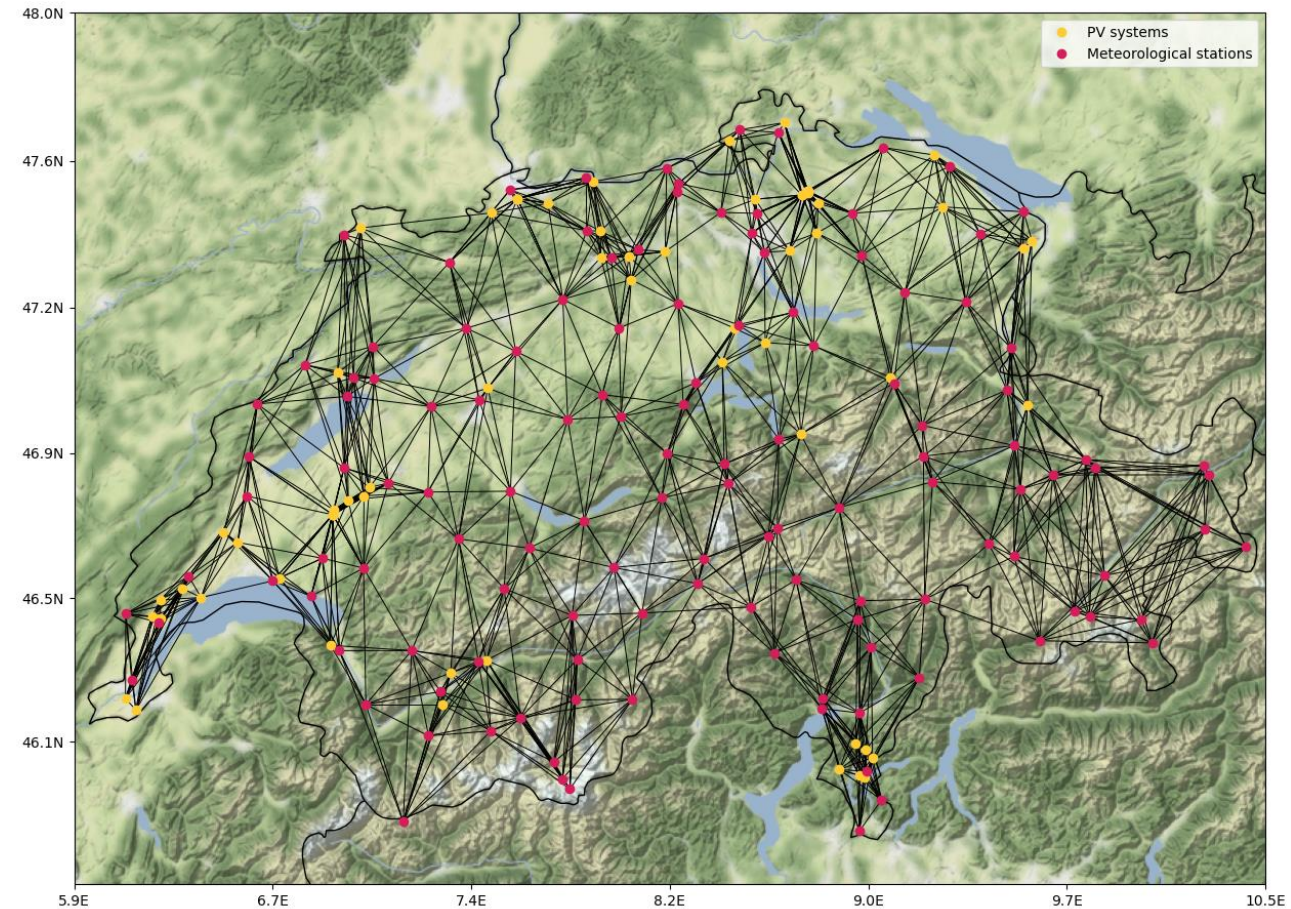 48.0N
PV systems
Meteorological stations
47.6N
47.2N
46.9N
46.5N
46.1N
5.9E
6.7E
7.4E
8.2E
9.0E
9.7E
10.5E